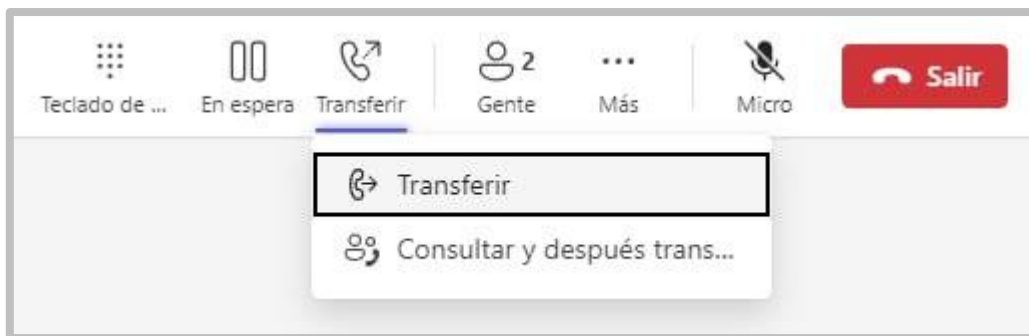 Teclado de ...
En espera
Transferir
2
Gente
Más
Micro
Salir
Transferir
Consultar y después trans...